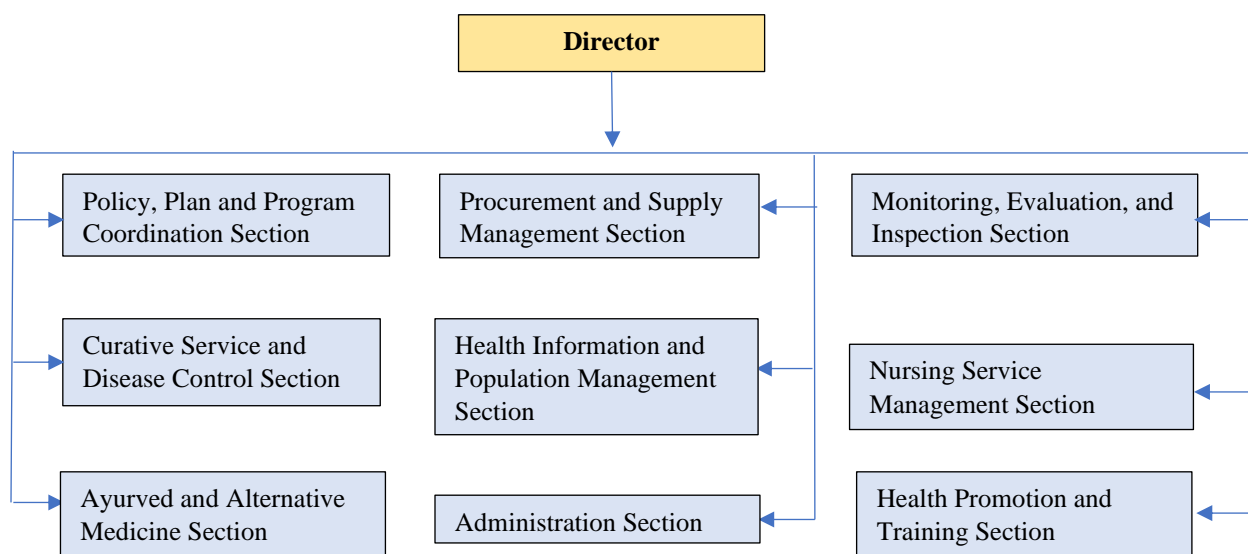 Director
Policy, Plan and Program
Coordination Section
Procurement and Supply
Management Section
Monitoring, Evaluation, and
Inspection Section
Curative Service and
Disease Control Section
Health Information and
Population Management
Section
Nursing Service
Management Section
Ayurved and Alternative
Medicine Section
Administration Section
Health Promotion and
Training Section